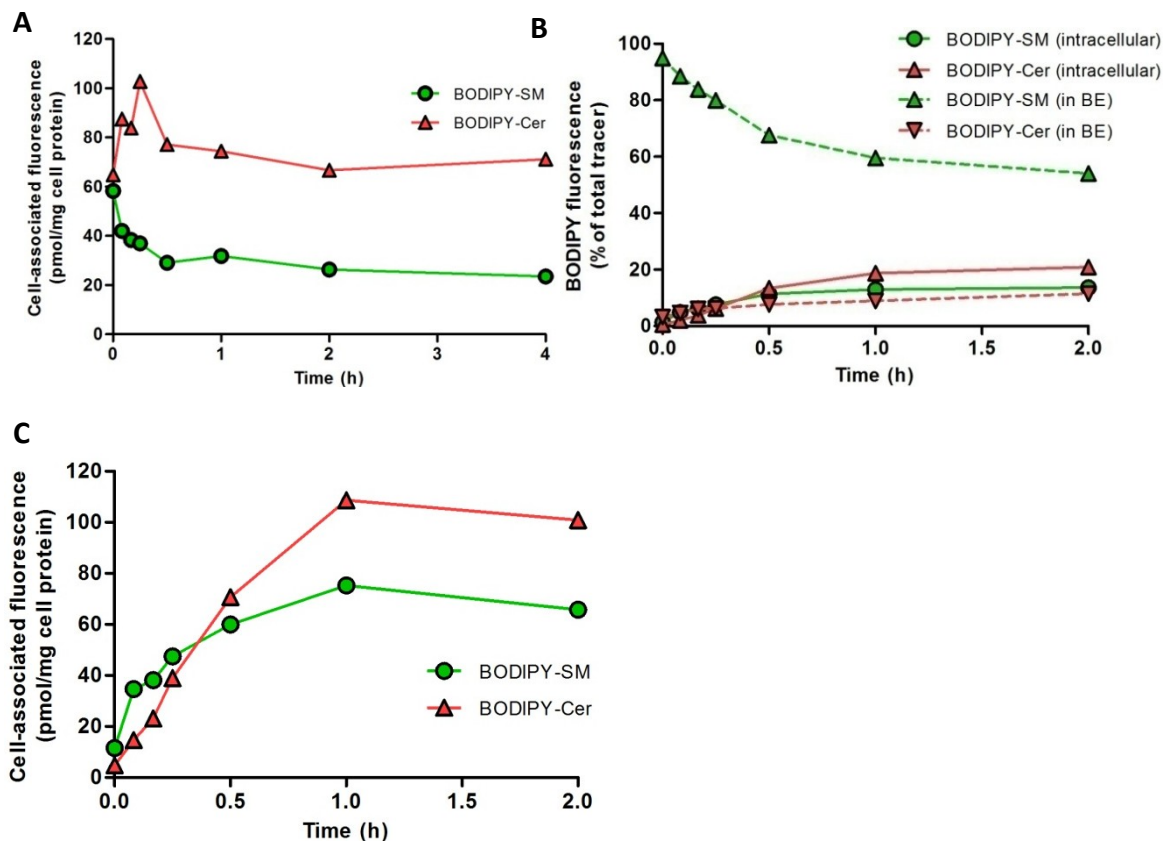 A
120
100
80
60
40
20
0
Cell-associated fluorescence
(pmol/mg cell protein)
BODIPY-SM
BODIPY-Cer
0 1 2 3 4
Time (h)
B
100
80
60
40
20
0
BODIPY fluorescence
(% of total tracer)
BODIPY-SM (intracellular)
BODIPY-Cer (intracellular)
BODIPY-SM (in BE)
BODIPY-Cer (in BE)
0.0 0.5 1.0 1.5 2.0
Time (h)
C
120
100
80
60
40
20
0
Cell-associated fluorescence
(pmol/mg cell protein)
BODIPY-SM
BODIPY-Cer
0.0 0.5 1.0 1.5 2.0
Time (h)